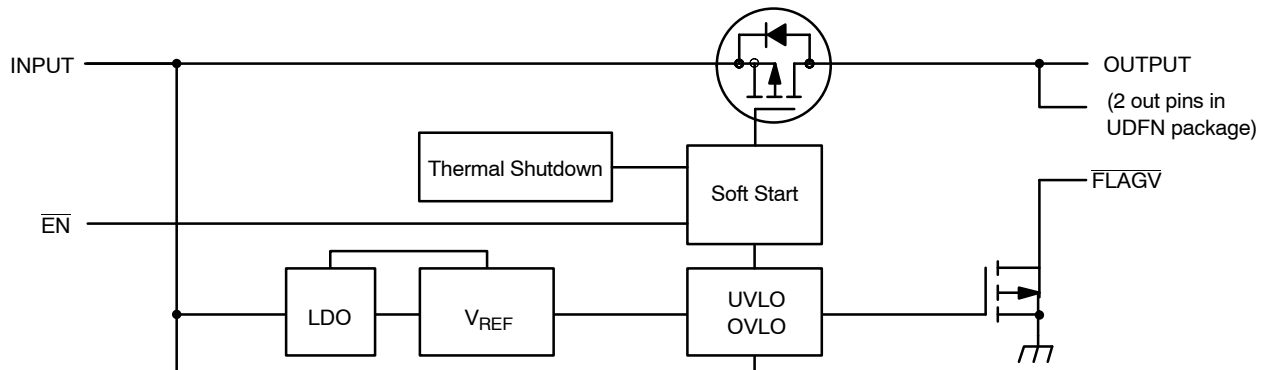 INPUT
OUTPUT
(2 out pins in
UDFN package)
Thermal Shutdown
Soft Start
FLAGV
EN
LDO
VREF
UVLO
OVLO